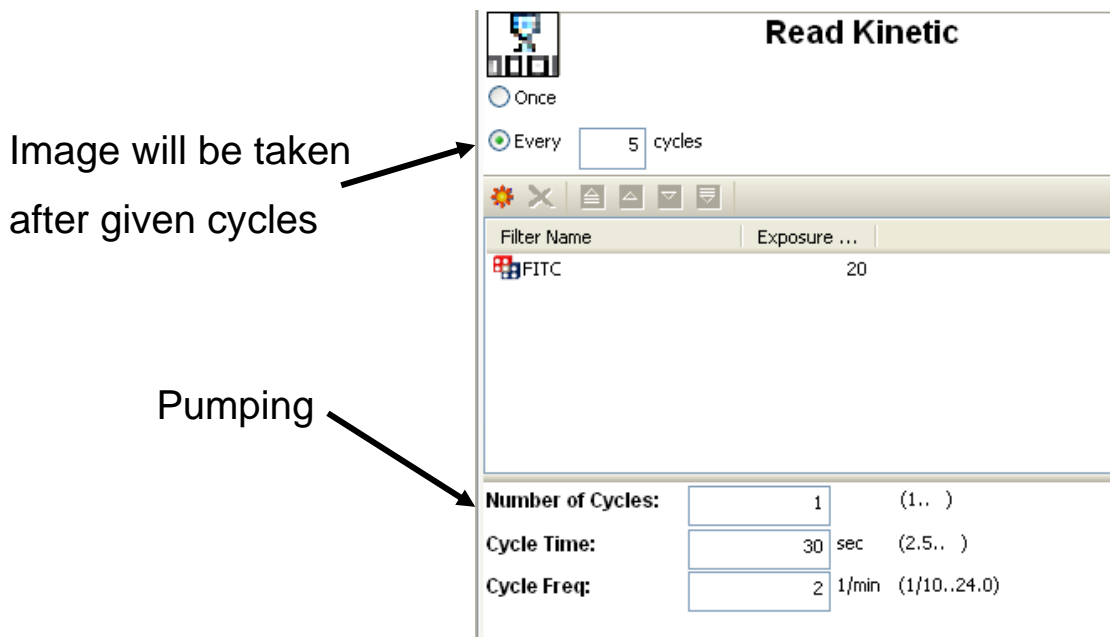 Read Kinetic
Once
Every 5 cycles
Image will be taken
after given cycles
Filter Name Exposure ...
FITC 20
Pumping
Number of Cycles: 1 (1.. )
Cycle Time: 30 sec (2.5.. )
Cycle Freq: 2 1/min (1/10..24.0)